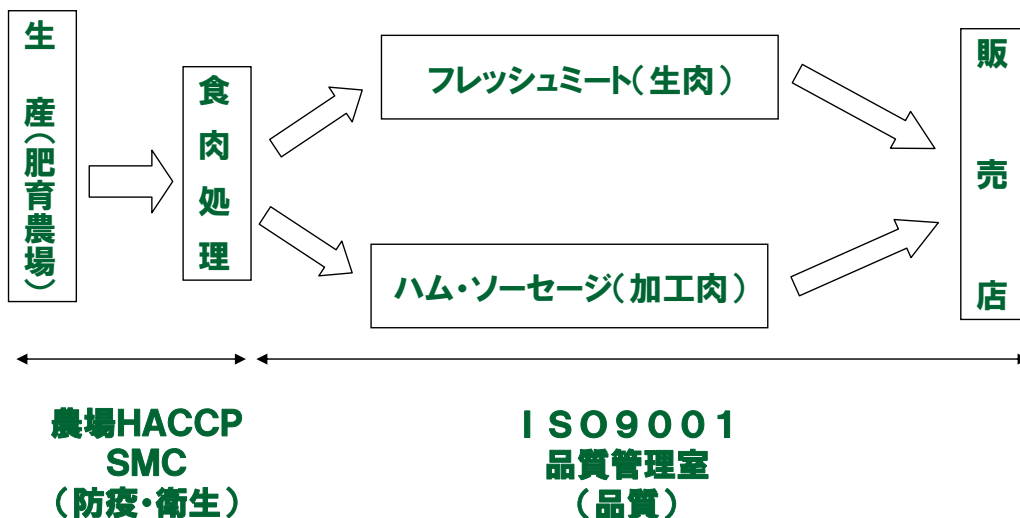 生産(肥育農場)
食肉処理
フレッシュミート(生肉)
ハム・ソーセージ(加工肉)
販売店
農場HACCP
SMC
(防疫・衛生)
ISO9001
品質管理室
(品質)